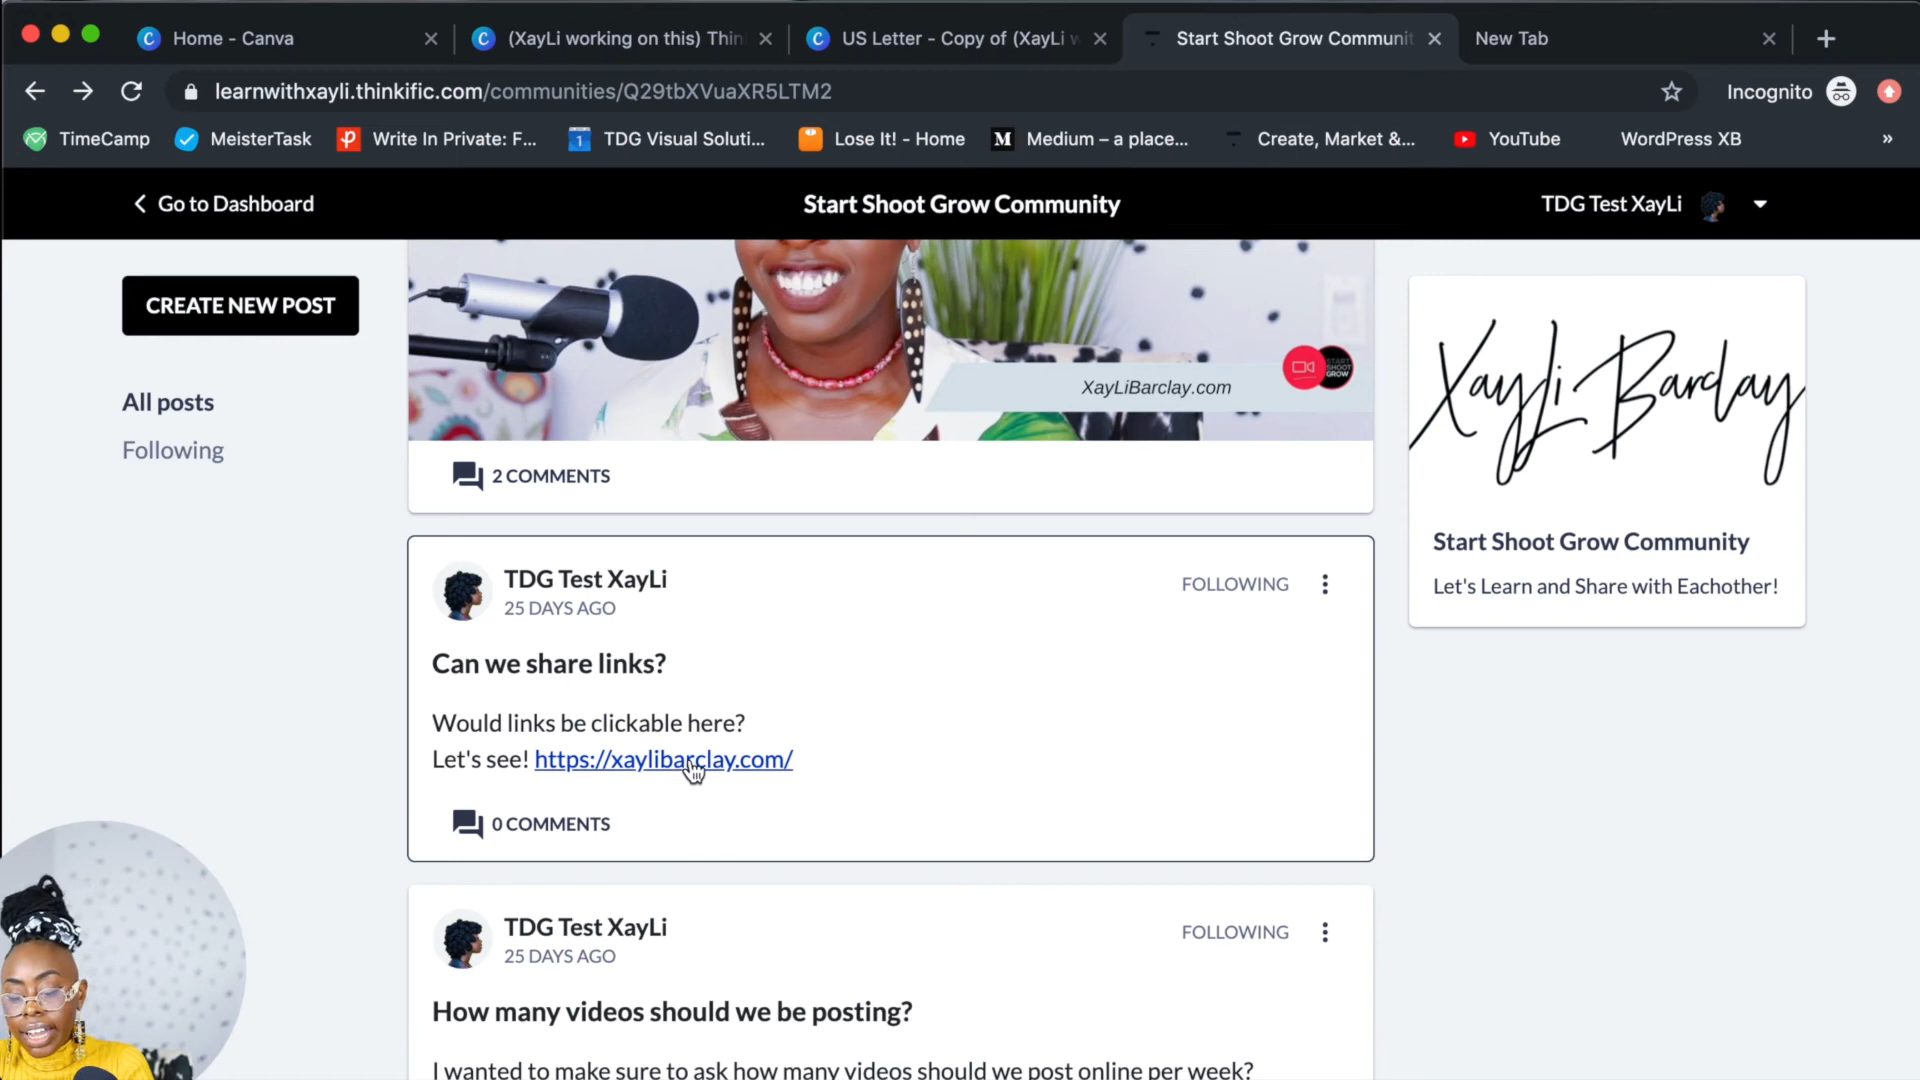 Home - Canva
(XayLi working on this) Thin
US Letter - Copy of (XayLi w
Start Shoot Grow Communit
New Tab
learnwithxayli.thinkific.com/communities/Q29tbXVuaXR5LTM2
Incognito
TimeCamp
MeisterTask
Write In Private: F...
TDG Visual Soluti...
Lose It! - Home
Medium – a place...
Create, Market &...
YouTube
WordPress XB
»
Go to Dashboard
Start Shoot Grow Community
TDG Test XayLi
CREATE NEW POST
All posts
Following
XayLiBarclay.com
START
SHOOT
GROW
2 COMMENTS
TDG Test XayLi
25 DAYS AGO
FOLLOWING
Can we share links?
Would links be clickable here?
Let's see! https://xaylibarclay.com/
0 COMMENTS
TDG Test XayLi
25 DAYS AGO
FOLLOWING
How many videos should we be posting?
I wanted to make sure to ask how many videos should we post online per week?
XayLi Barclay
Start Shoot Grow Community
Let's Learn and Share with Eachother!